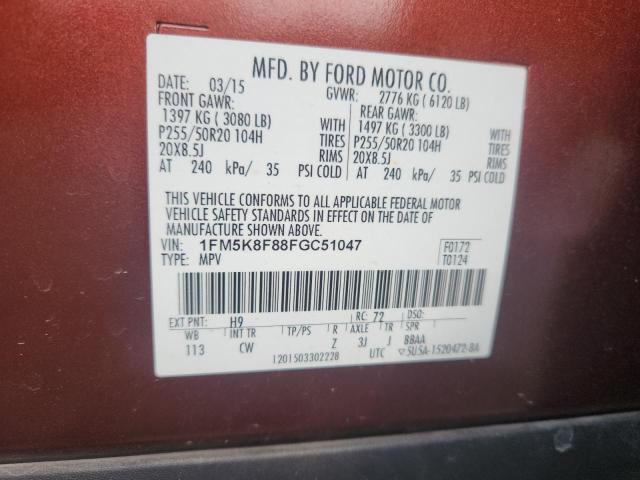 MFD. BY FORD MOTOR CO.
DATE: 03/15 GVWR: 2776 KG ( 6120 LB)
FRONT GAWR: REAR GAWR:
1397 KG ( 3080 LB) WITH 1497 KG ( 3300 LB) WITH
P255/50R20 104H TIRES P255/50R20 104H TIRES
20X8.5J RIMS 20X8.5J RIMS
AT 240 kPa/ 35 PSI COLD AT 240 kPa/ 35 PSI COLD
THIS VEHICLE CONFORMS TO ALL APPLICABLE FEDERAL MOTOR
VEHICLE SAFETY STANDARDS IN EFFECT ON THE DATE OF
MANUFACTURE SHOWN ABOVE.
VIN: 1FM5K8F88FGC51047 F0172
TYPE: MPV T0124
EXT PNT: H9 RC: 72
WB INT TR TP/PS R AXLE TR SPR
113 CW Z 3J J BBAA
1201503302228 UTC ▽5U5A-1520472-BA